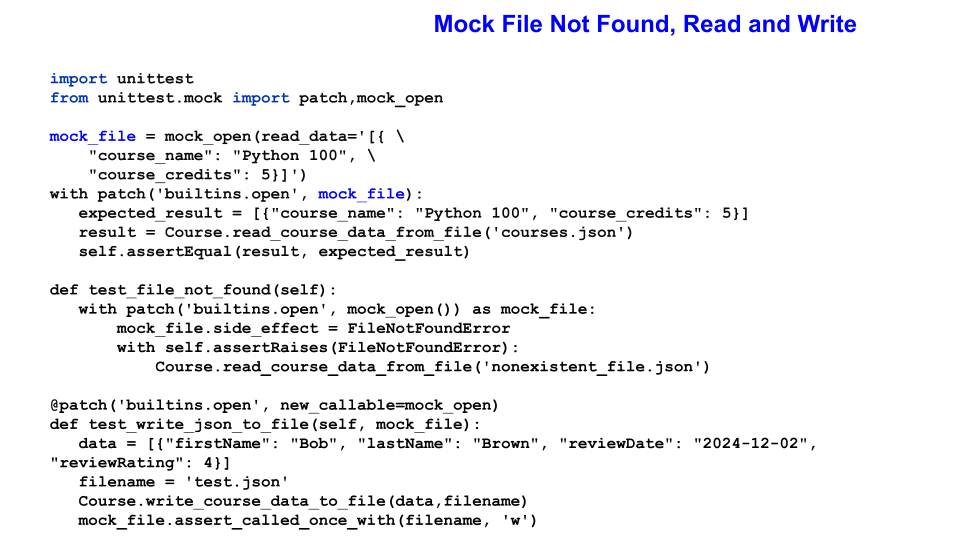 Mock File Not Found, Read and Write
import unittest
from unittest.mock import patch,mock_open
mock_file = mock_open(read_data='[{ \
    "course_name": "Python 100", \
    "course_credits": 5}]')
with patch('builtins.open', mock_file):
   expected_result = [{"course_name": "Python 100", "course_credits": 5}]
   result = Course.read_course_data_from_file('courses.json')
   self.assertEqual(result, expected_result)
def test_file_not_found(self):
   with patch('builtins.open', mock_open()) as mock_file:
       mock_file.side_effect = FileNotFoundError
       with self.assertRaises(FileNotFoundError):
           Course.read_course_data_from_file('nonexistent_file.json')
@patch('builtins.open', new_callable=mock_open)
def test_write_json_to_file(self, mock_file):
   data = [{"firstName": "Bob", "lastName": "Brown", "reviewDate": "2024-12-02",
"reviewRating": 4}]
   filename = 'test.json'
   Course.write_course_data_to_file(data,filename)
   mock_file.assert_called_once_with(filename, 'w')